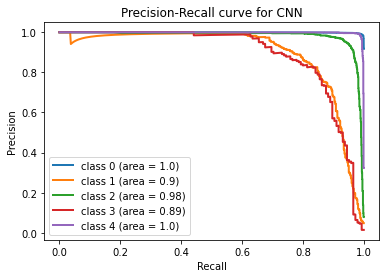 Precision-Recall curve for CNN
1.0
0.8
0.6
0.4
0.2
0.0
Precision
class 0 (area = 1.0)
class 1 (area = 0.9)
class 2 (area = 0.98)
class 3 (area = 0.89)
class 4 (area = 1.0)
0.0 0.2 0.4 0.6 0.8 1.0
Recall